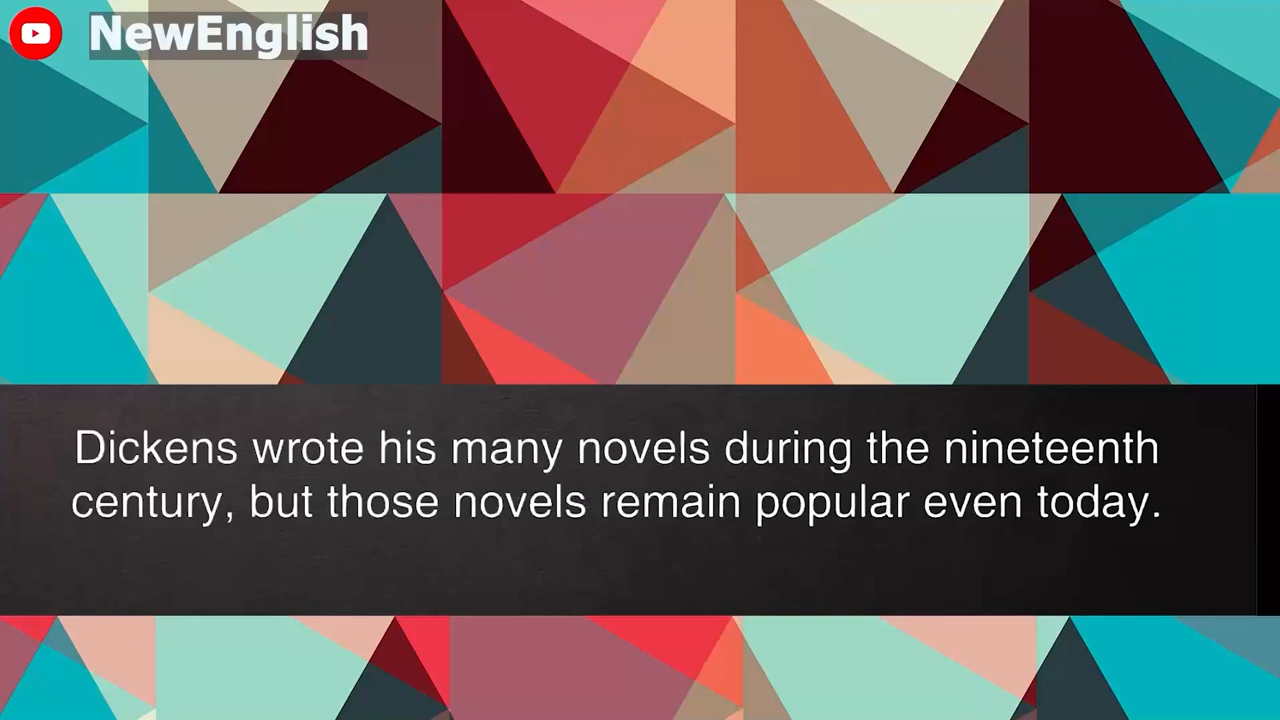 NewEnglish
Dickens wrote his many novels during the nineteenth
century, but those novels remain popular even today.